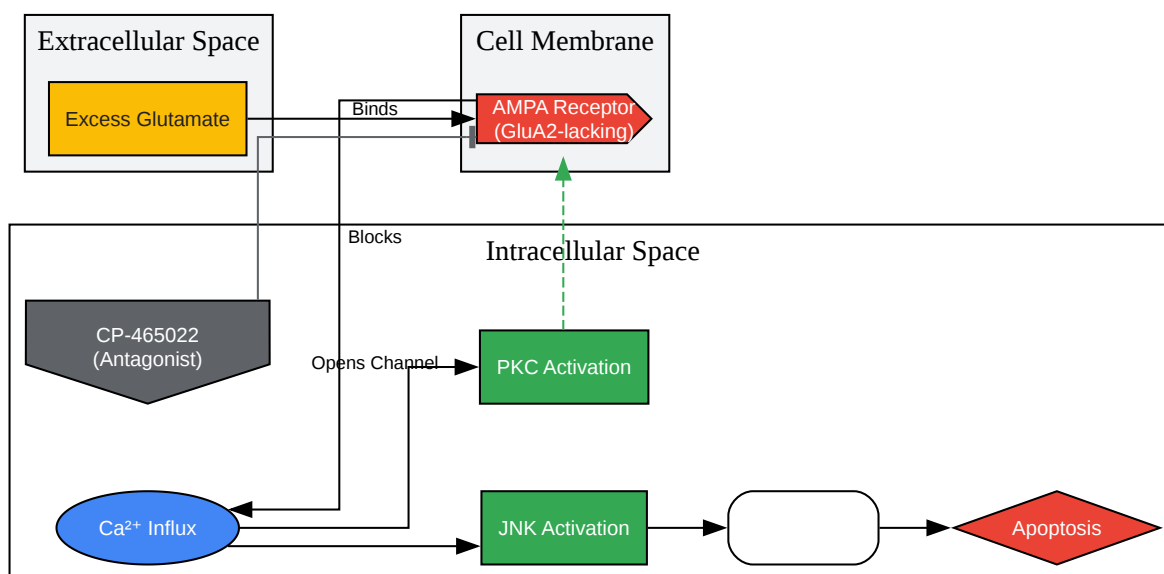 Extracellular Space
Cell Membrane
Excess Glutamate
Binds
AMPA Receptor
(GluA2-lacking)
Blocks
Intracellular Space
CP-465022
(Antagonist)
Opens Channel
PKC Activation
Ca²⁺ Influx
JNK Activation
Apoptosis